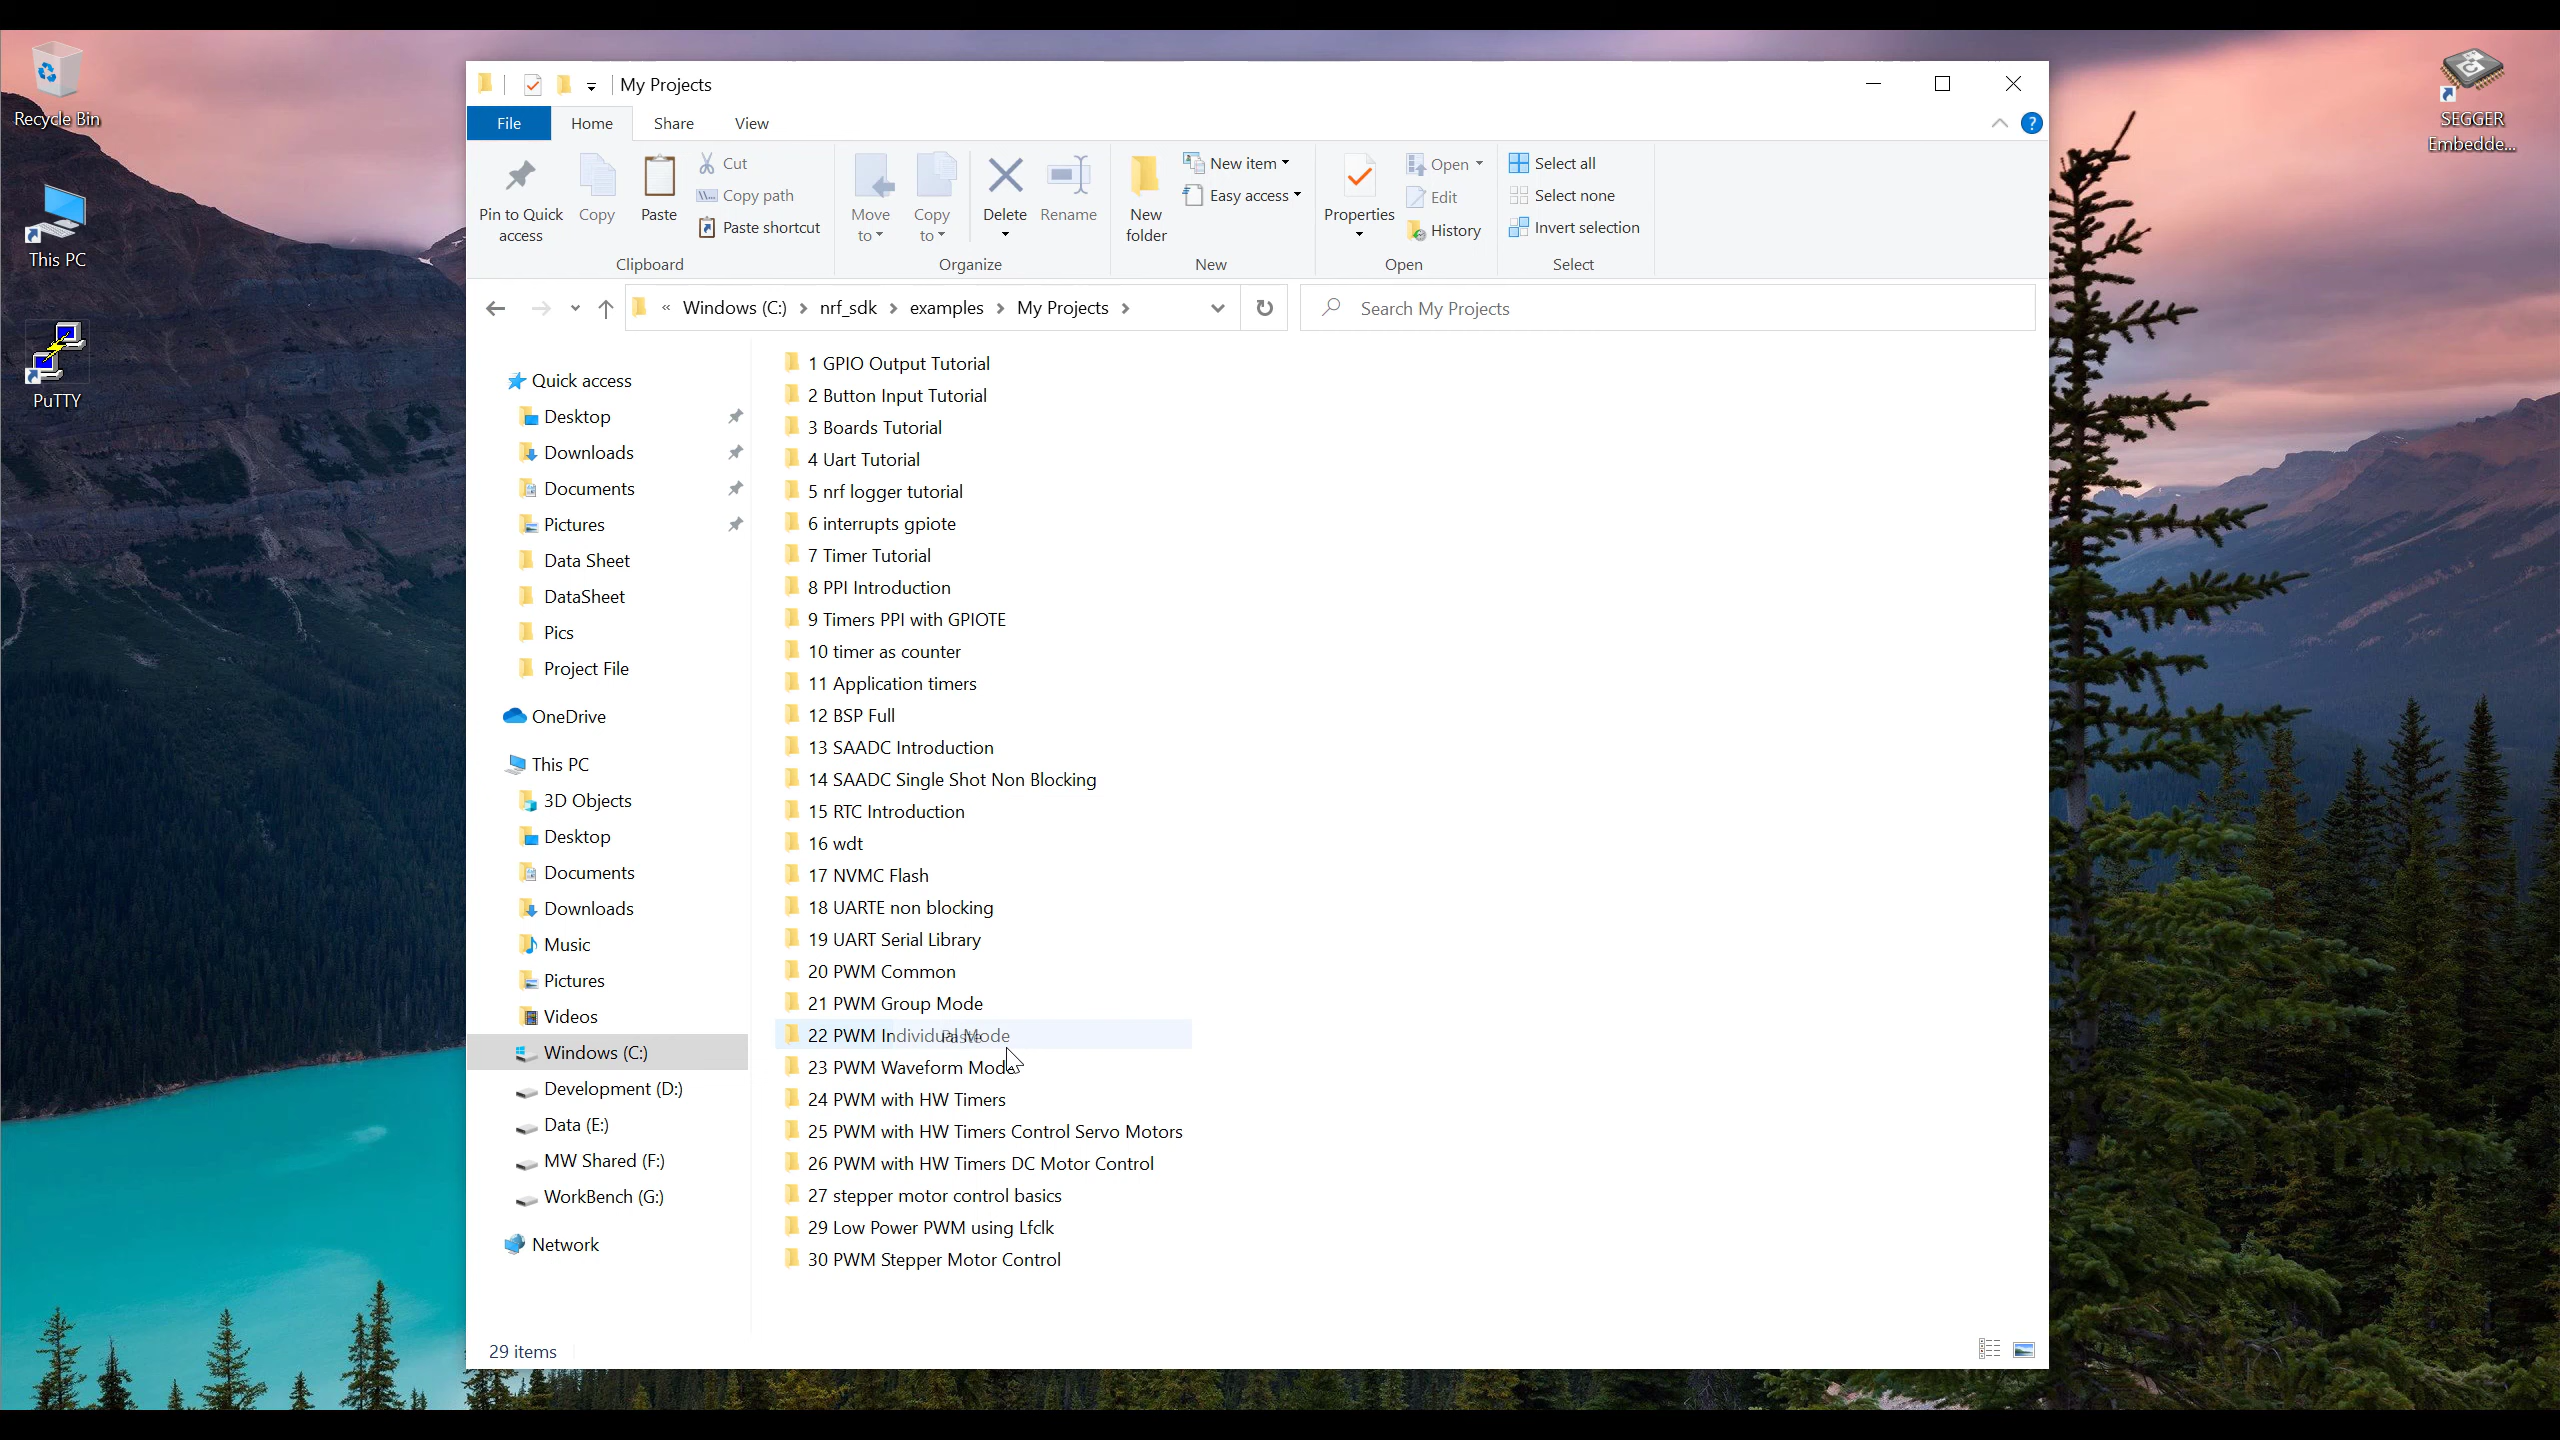 Recycle Bin
This PC
PuTTY
SEGGER
Embedde...
My Projects
File
Home
Share
View
?
Pin to Quick
access
Copy
Paste
Cut
Copy path
Paste shortcut
Clipboard
Move
to
Copy
to
Delete
Rename
Organize
New
folder
New item
Easy access
New
Properties
Open
Edit
History
Open
Select all
Select none
Invert selection
Select
« Windows (C:) › nrf_sdk › examples › My Projects ›
Search My Projects
Quick access
Desktop
Downloads
Documents
Pictures
Data Sheet
DataSheet
Pics
Project File
OneDrive
This PC
3D Objects
Desktop
Documents
Downloads
Music
Pictures
Videos
Windows (C:)
Development (D:)
Data (E:)
MW Shared (F:)
WorkBench (G:)
Network
1 GPIO Output Tutorial
2 Button Input Tutorial
3 Boards Tutorial
4 Uart Tutorial
5 nrf logger tutorial
6 interrupts gpiote
7 Timer Tutorial
8 PPI Introduction
9 Timers PPI with GPIOTE
10 timer as counter
11 Application timers
12 BSP Full
13 SAADC Introduction
14 SAADC Single Shot Non Blocking
15 RTC Introduction
16 wdt
17 NVMC Flash
18 UARTE non blocking
19 UART Serial Library
20 PWM Common
21 PWM Group Mode
22 PWM Individual Mode
Paste
23 PWM Waveform Mode
24 PWM with HW Timers
25 PWM with HW Timers Control Servo Motors
26 PWM with HW Timers DC Motor Control
27 stepper motor control basics
29 Low Power PWM using Lfclk
30 PWM Stepper Motor Control
29 items